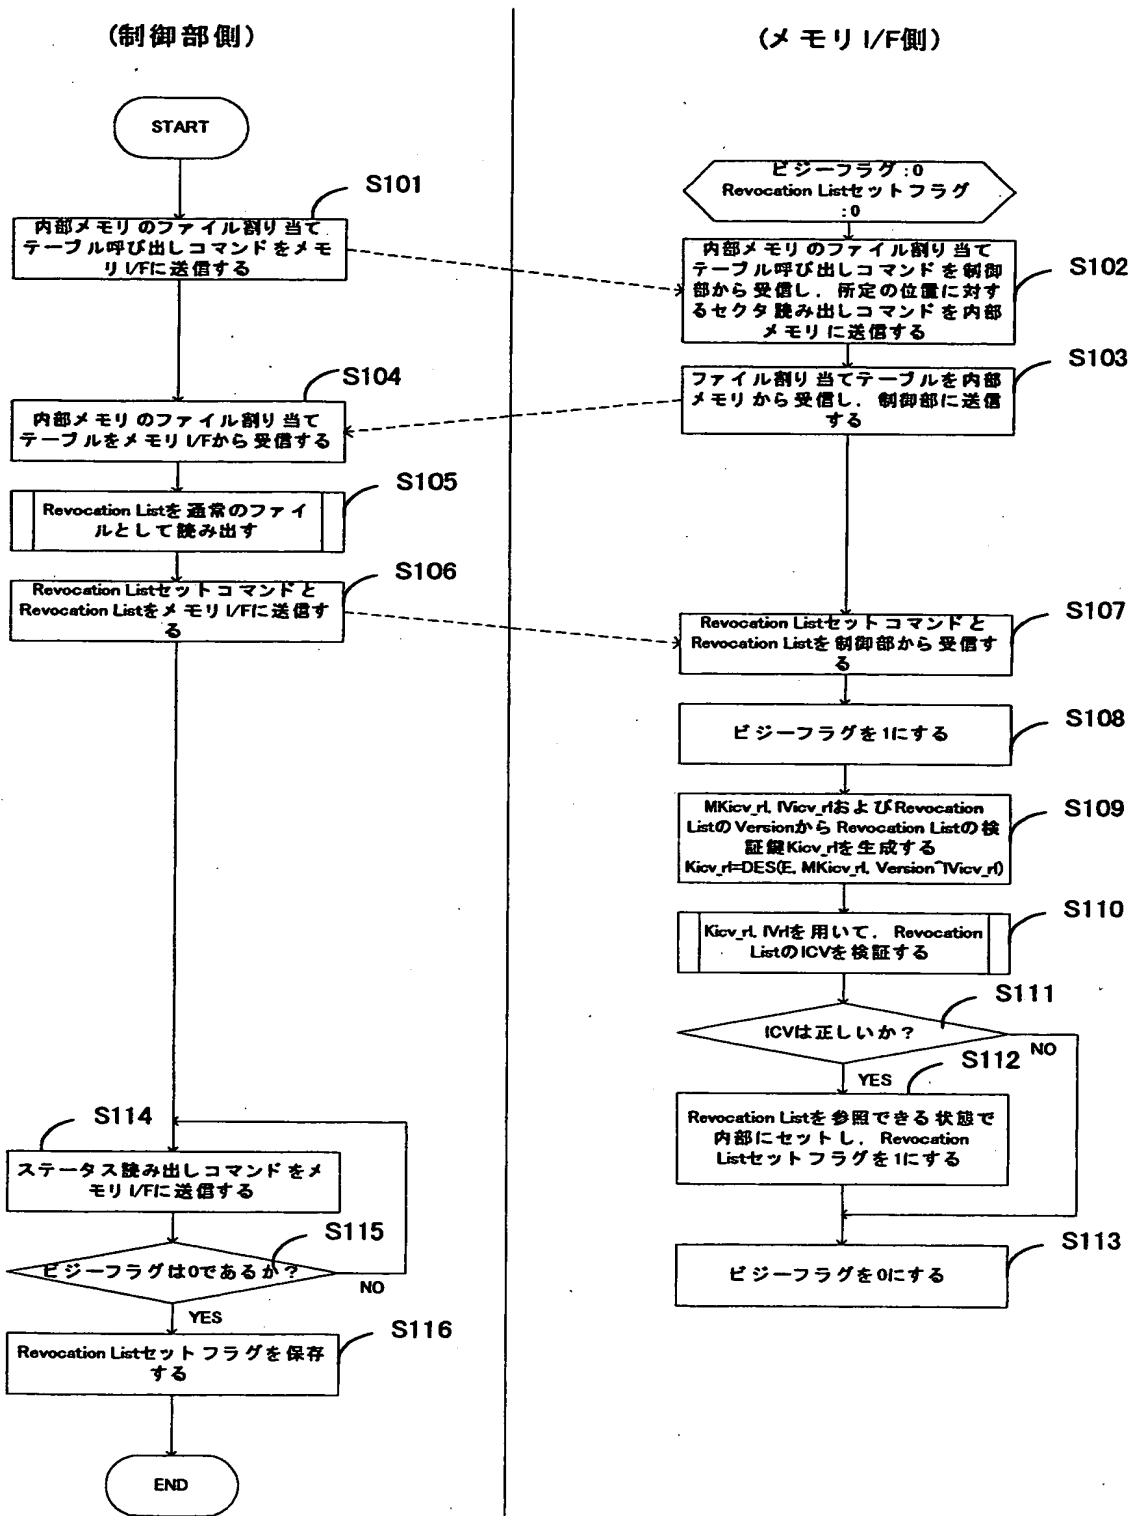 (制御部側)
(メモリI/F側)
START
S101
内部メモリのファイル割り当て
テーブル呼び出しコマンドをメモ
リI/Fに送信する
ビジーフラグ:0
Revocation Listセットフラグ
:0
S102
内部メモリのファイル割り当て
テーブル呼び出しコマンドを制御
部から受信し、所定の位置に対す
るセクタ読み出しコマンドを内部
メモリに送信する
S103
ファイル割り当てテーブルを内部
メモリから受信し、制御部に送信
する
S104
内部メモリのファイル割り当て
テーブルをメモリI/Fから受信する
S105
Revocation Listを通常のファイ
ルとして読み出す
S106
Revocation Listセットコマンドと
Revocation ListをメモリI/Fに送信す
る
S107
Revocation Listセットコマンドと
Revocation Listを制御部から受信す
る
S108
ビジーフラグを1にする
S109
MKicv_rl, IVicv_rlおよびRevocation
ListのVersionからRevocation Listの検
証鍵Kicv_rlを生成する
Kicv_rl=DES(E, MKicv_rl, Version^IVicv_rl)
S110
Kicv_rl, IVrlを用いて、Revocation
ListのICVを検証する
S111
ICVは正しいか?
NO
YES
S112
Revocation Listを参照できる状態で
内部にセットし、Revocation
Listセットフラグを1にする
S113
ビジーフラグを0にする
S114
ステータス読み出しコマンドをメ
モリI/Fに送信する
S115
ビジーフラグは0であるか?
NO
YES
S116
Revocation Listセットフラグを保存
する
END